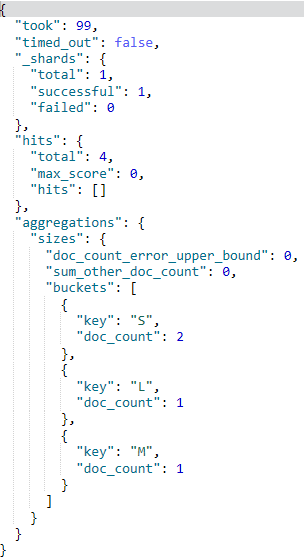 {
  "took": 99,
  "timed_out": false,
  "_shards": {
    "total": 1,
    "successful": 1,
    "failed": 0
  },
  "hits": {
    "total": 4,
    "max_score": 0,
    "hits": []
  },
  "aggregations": {
    "sizes": {
      "doc_count_error_upper_bound": 0,
      "sum_other_doc_count": 0,
      "buckets": [
        {
          "key": "S",
          "doc_count": 2
        },
        {
          "key": "L",
          "doc_count": 1
        },
        {
          "key": "M",
          "doc_count": 1
        }
      ]
    }
  }
}